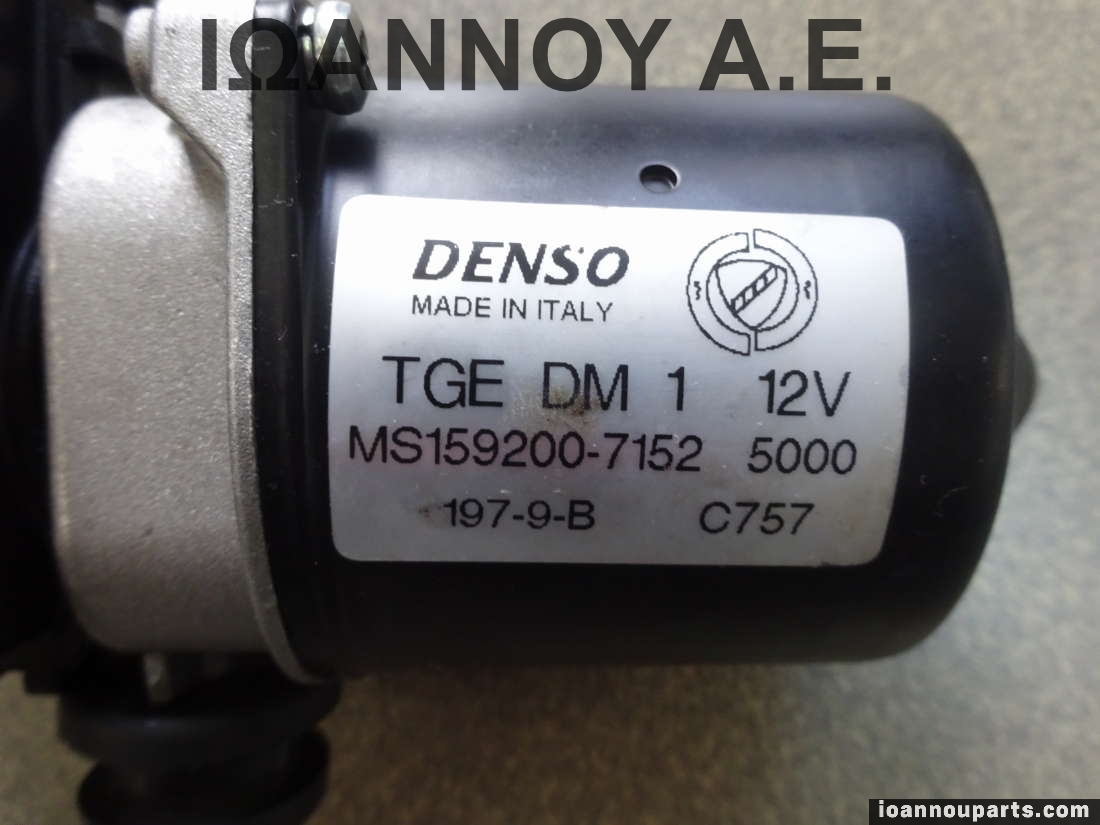 ΙΩΑΝΝΟΥ Α.Ε.
DENSO
MADE IN ITALY
TGE DM 1 12V
MS159200-7152 5000
197-9-B C757
ioannouparts.com